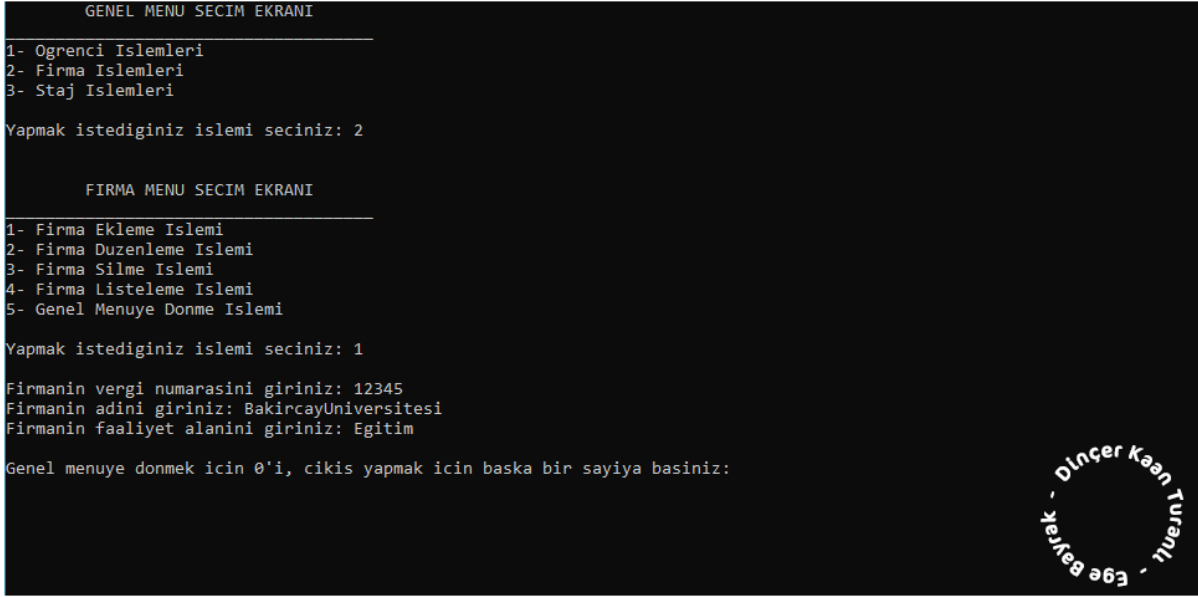 GENEL MENU SECIM EKRANI
_____________________________________
1- Ogrenci Islemleri
2- Firma Islemleri
3- Staj Islemleri
Yapmak istediginiz islemi seciniz: 2
FIRMA MENU SECIM EKRANI
_____________________________________
1- Firma Ekleme Islemi
2- Firma Duzenleme Islemi
3- Firma Silme Islemi
4- Firma Listeleme Islemi
5- Genel Menuye Donme Islemi
Yapmak istediginiz islemi seciniz: 1
Firmanin vergi numarasini giriniz: 12345
Firmanin adini giriniz: BakircayUniversitesi
Firmanin faaliyet alanini giriniz: Egitim
Genel menuye donmek icin 0'i, cikis yapmak icin baska bir sayiya basiniz:
Dinçer Kaan Turanlı - Ege Bayrak -